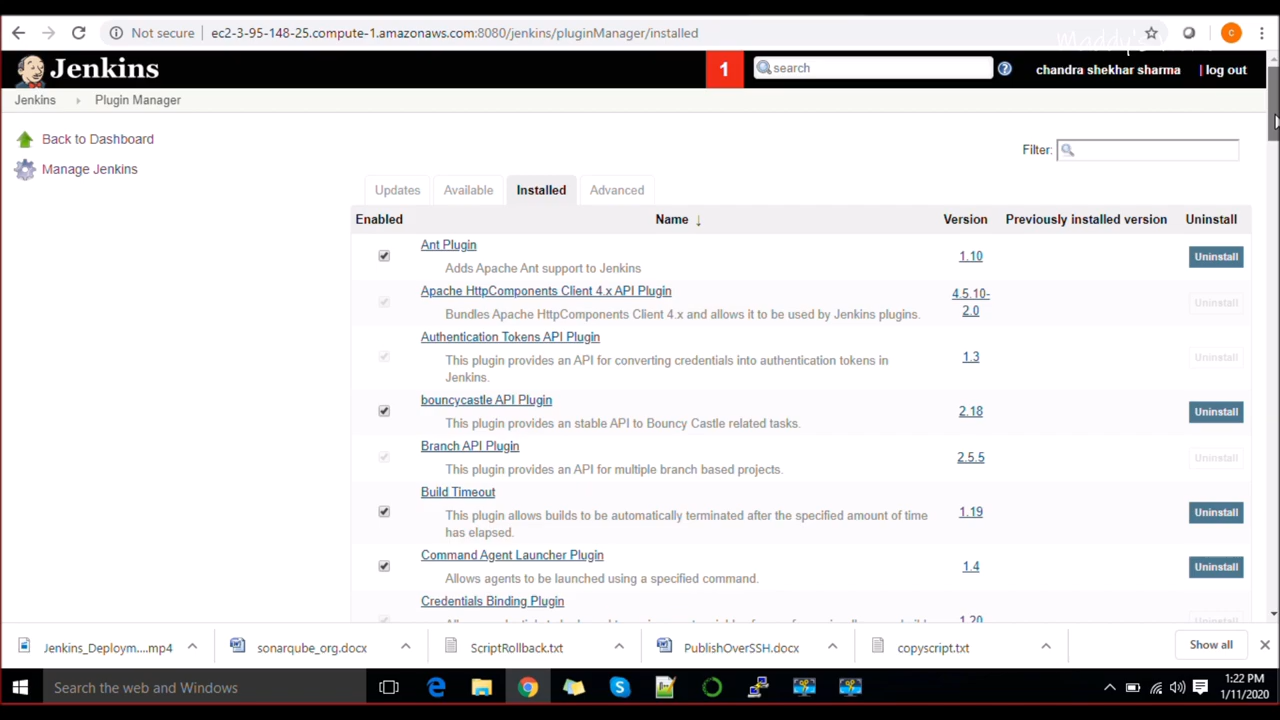 Not secure | ec2-3-95-148-25.compute-1.amazonaws.com:8080/jenkins/pluginManager/installed
C
Jenkins
1
search
chandra shekhar sharma | log out
Jenkins
Plugin Manager
Back to Dashboard
Manage Jenkins
Filter:
Updates
Available
Installed
Advanced
Enabled
Name ↓
Version
Previously installed version
Uninstall
Ant Plugin
Adds Apache Ant support to Jenkins
1.10
Uninstall
Apache HttpComponents Client 4.x API Plugin
Bundles Apache HttpComponents Client 4.x and allows it to be used by Jenkins plugins.
4.5.10-
2.0
Uninstall
Authentication Tokens API Plugin
This plugin provides an API for converting credentials into authentication tokens in
Jenkins.
1.3
Uninstall
bouncycastle API Plugin
This plugin provides an stable API to Bouncy Castle related tasks.
2.18
Uninstall
Branch API Plugin
This plugin provides an API for multiple branch based projects.
2.5.5
Uninstall
Build Timeout
This plugin allows builds to be automatically terminated after the specified amount of time
has elapsed.
1.19
Uninstall
Command Agent Launcher Plugin
Allows agents to be launched using a specified command.
1.4
Uninstall
Credentials Binding Plugin
1.20
Jenkins_Deploym....mp4
sonarqube_org.docx
ScriptRollback.txt
PublishOverSSH.docx
copyscript.txt
Show all
Search the web and Windows
1:22 PM
1/11/2020